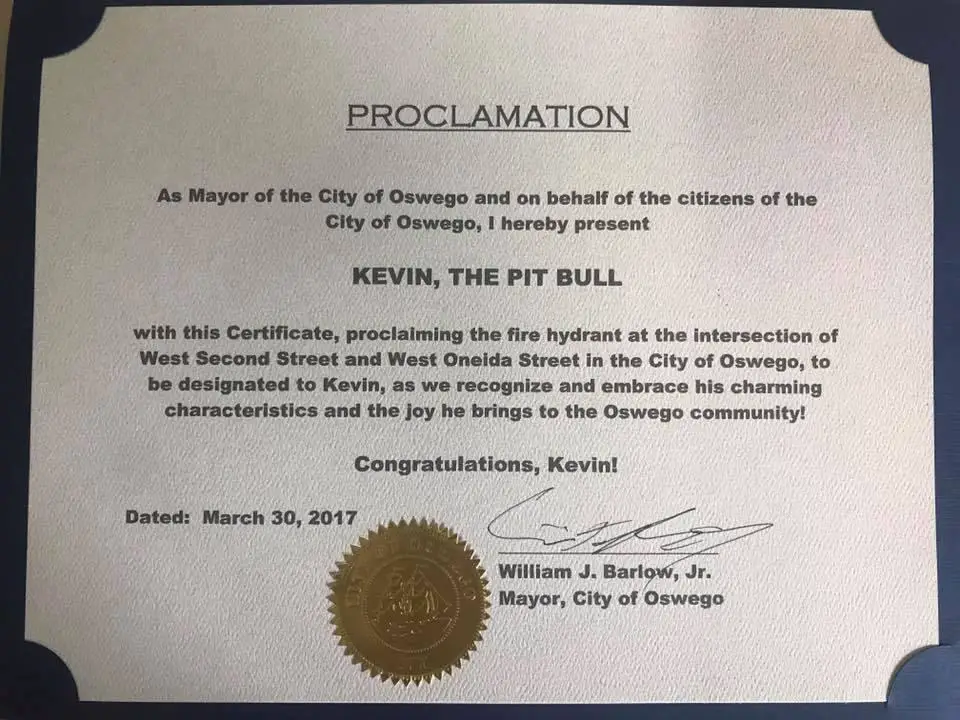 PROCLAMATION
As Mayor of the City of Oswego and on behalf of the citizens of the
City of Oswego, I hereby present
KEVIN, THE PIT BULL
with this Certificate, proclaiming the fire hydrant at the intersection of
West Second Street and West Oneida Street in the City of Oswego, to
be designated to Kevin, as we recognize and embrace his charming
characteristics and the joy he brings to the Oswego community!
Congratulations, Kevin!
Dated: March 30, 2017
William J. Barlow, Jr.
Mayor, City of Oswego